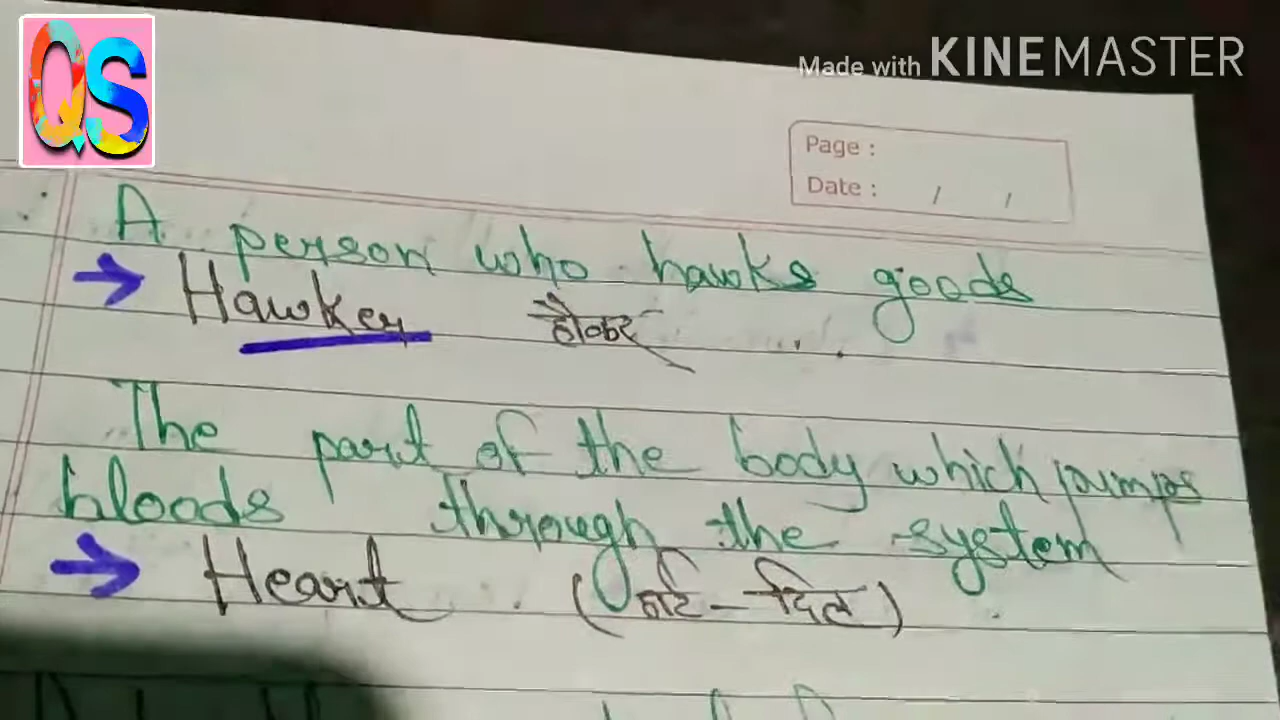 QS
Made with KINEMASTER
Page :
Date : / /
A person who hawks goods
→ Hawker हॉकर
The part of the body which pumps
bloods through the system
→ Heart (हार्ट - दिल)